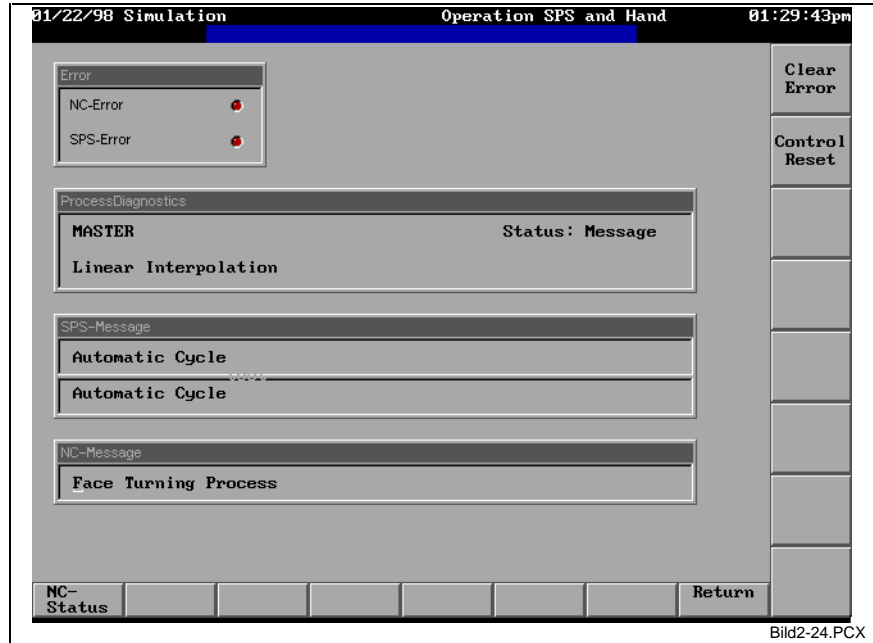 01/22/98 Simulation Operation SPS and Hand 01:29:43pm
Clear
Error
Control
Reset
Error
NC-Error
SPS-Error
ProcessDiagnostics
MASTER Status: Message
Linear Interpolation
SPS-Message
Automatic Cycle
Automatic Cycle
NC-Message
Face Turning Process
NC-
Status
Return
Bild2-24.PCX